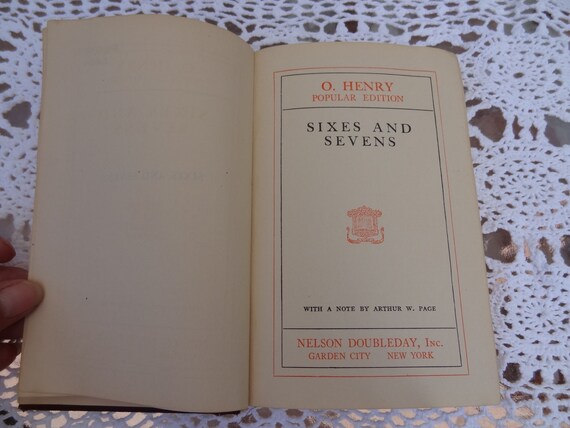 O. HENRY
POPULAR EDITION
SIXES AND
SEVENS
WITH A NOTE BY ARTHUR W. PAGE
NELSON DOUBLEDAY, INC.
GARDEN CITY NEW YORK